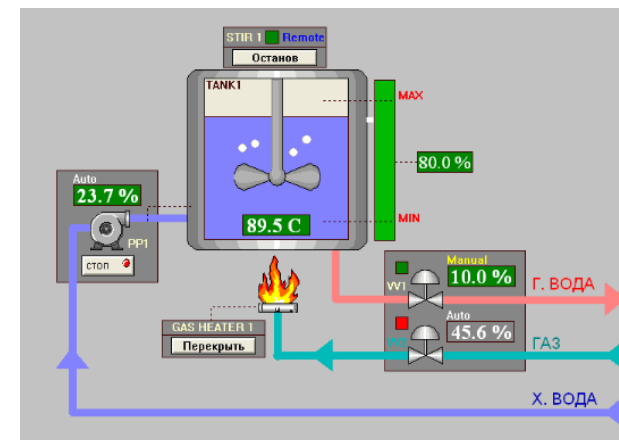 STIR 1 Remote
Останов
TANK1
MAX
80.0 %
Auto
23.7 %
MIN
89.5 C
PP1
стоп
Manual
10.0 %
VV1
Г. ВОДА
Auto
45.6 %
VV2
ГАЗ
GAS HEATER 1
Перекрыть
Х. ВОДА